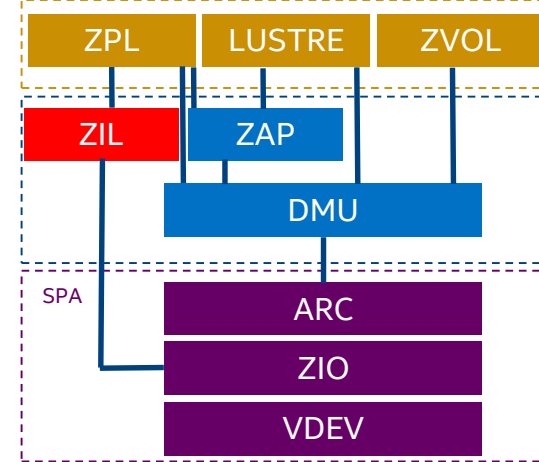 ZPL
LUSTRE
ZVOL
ZIL
ZAP
DMU
SPA
ARC
ZIO
VDEV